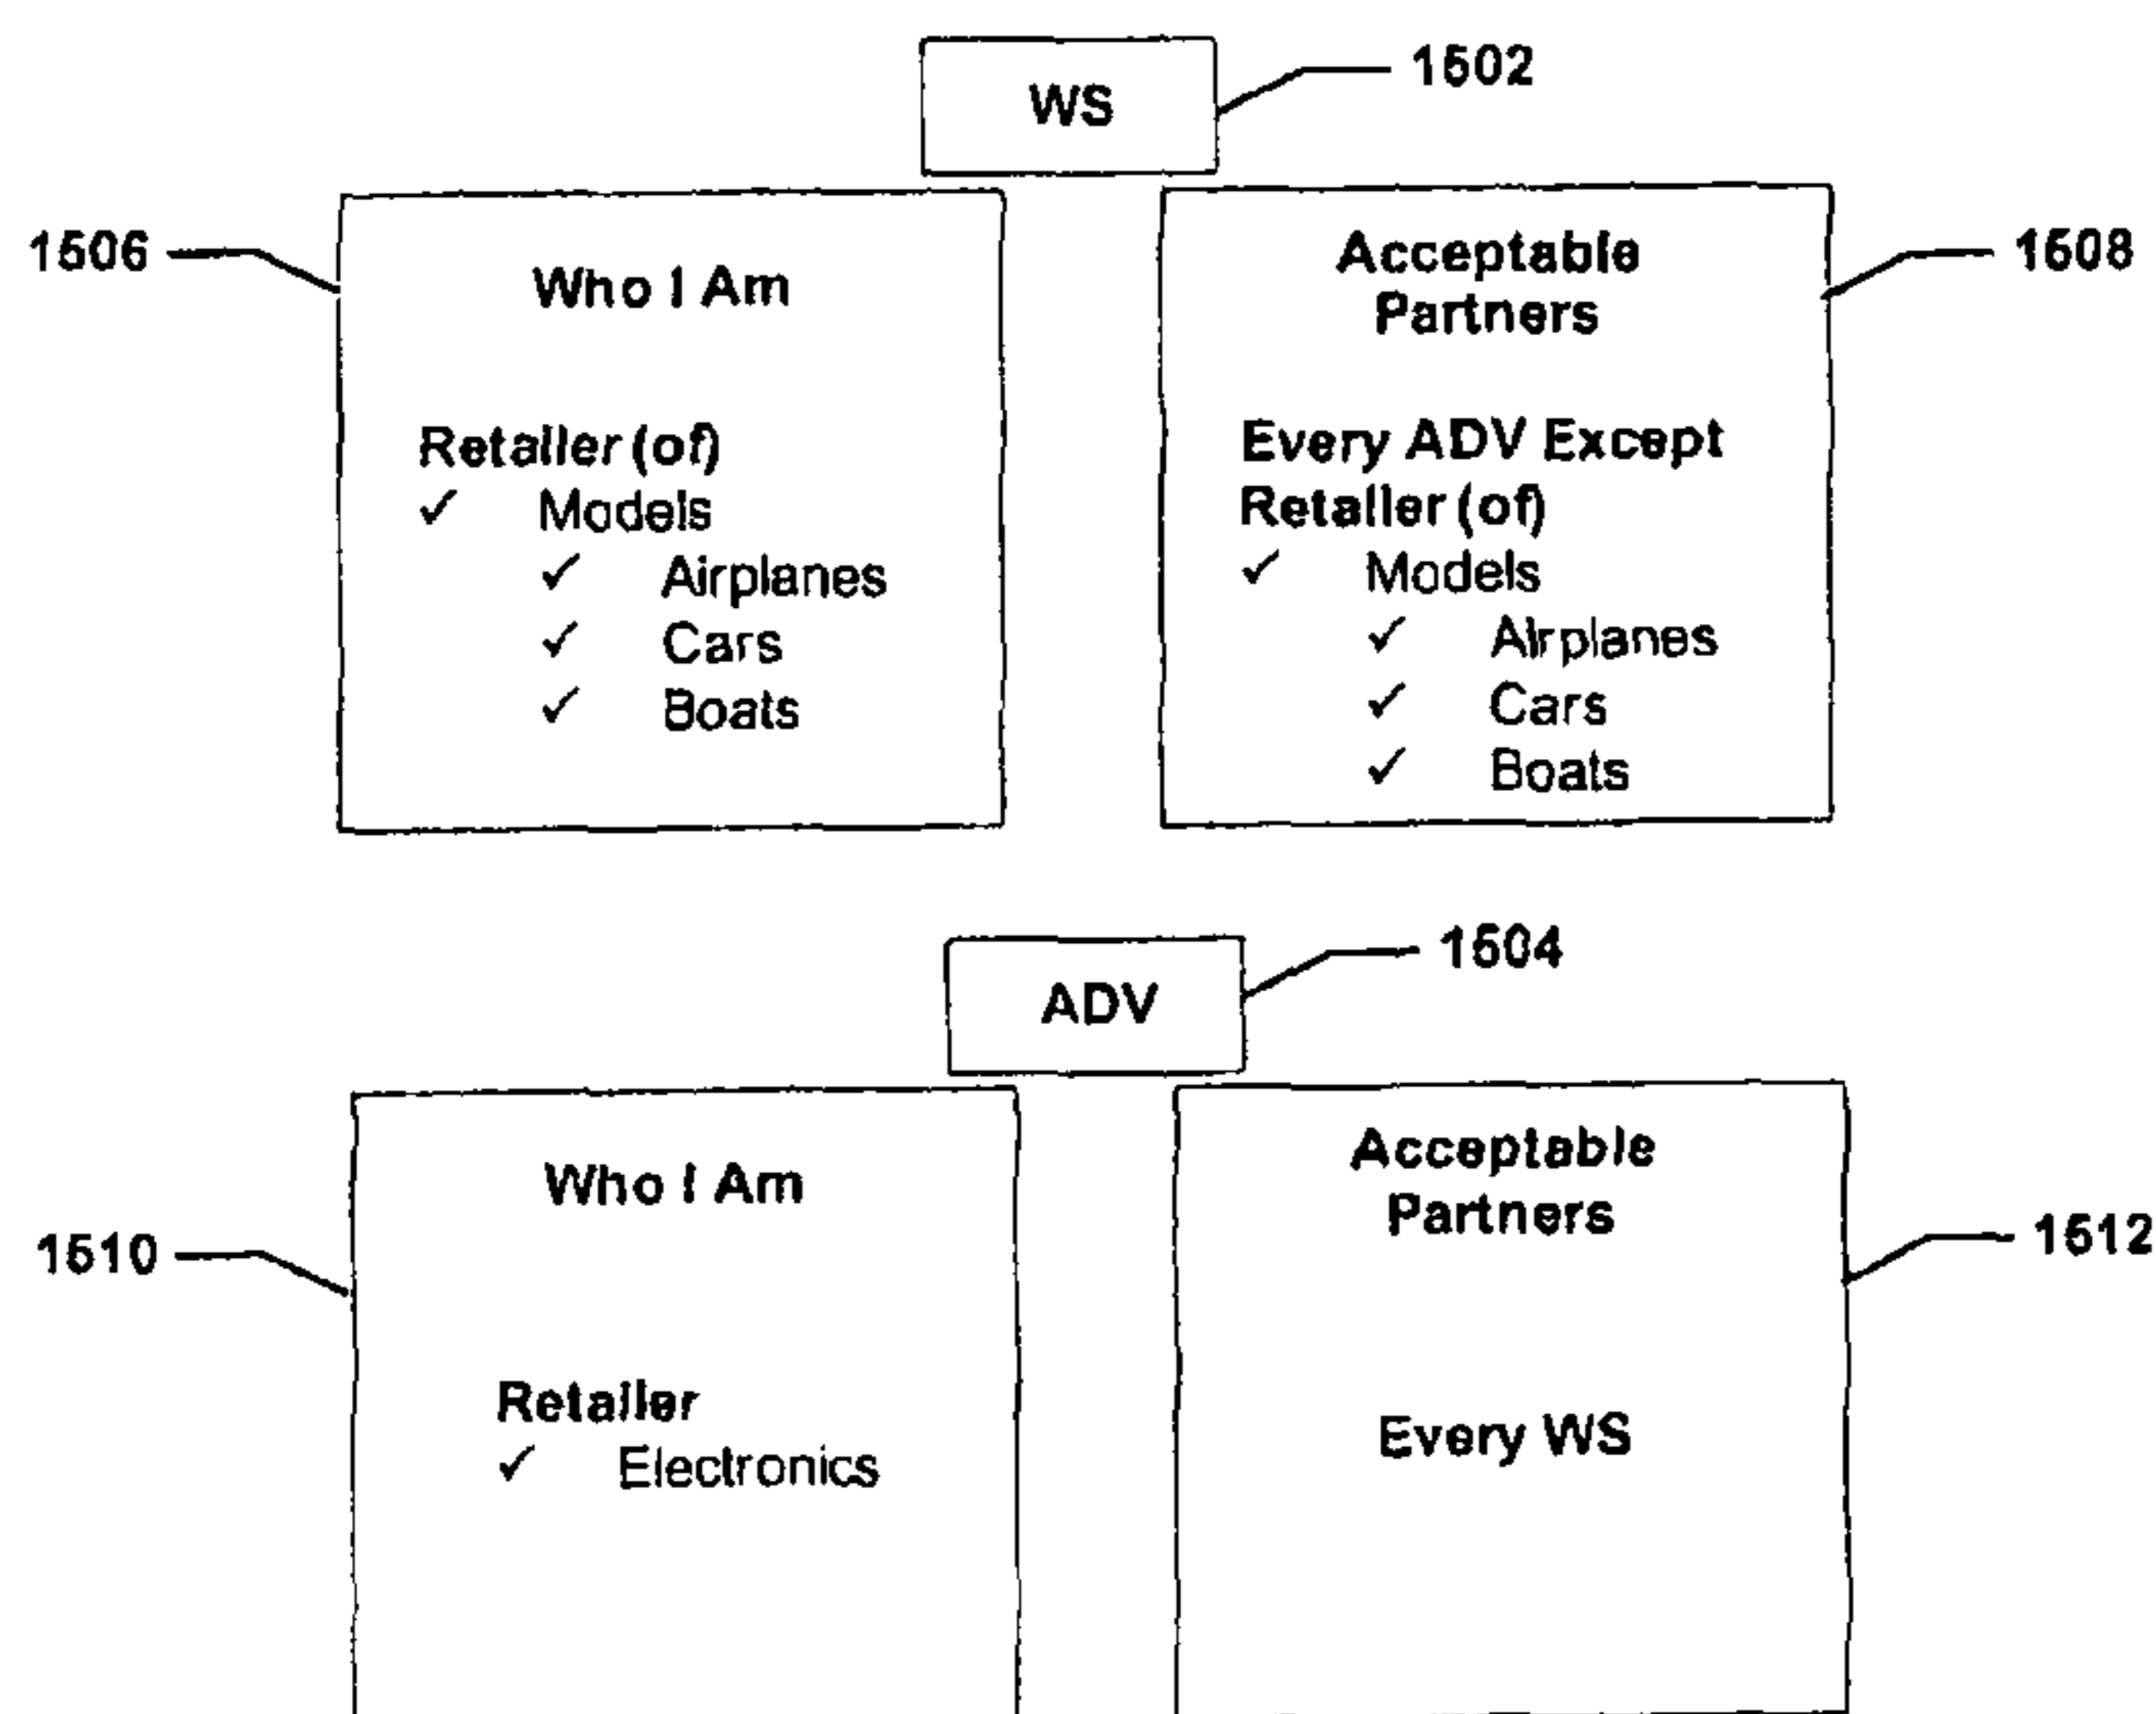 WS
1502
1506
Who I Am
Retailer (of)
✓ Models
✓ Airplanes
✓ Cars
✓ Boats
1508
Acceptable
Partners
Every ADV Except
Retailer (of)
✓ Models
✓ Airplanes
✓ Cars
✓ Boats
ADV
1504
1510
Who I Am
Retailer
✓ Electronics
1512
Acceptable
Partners
Every WS